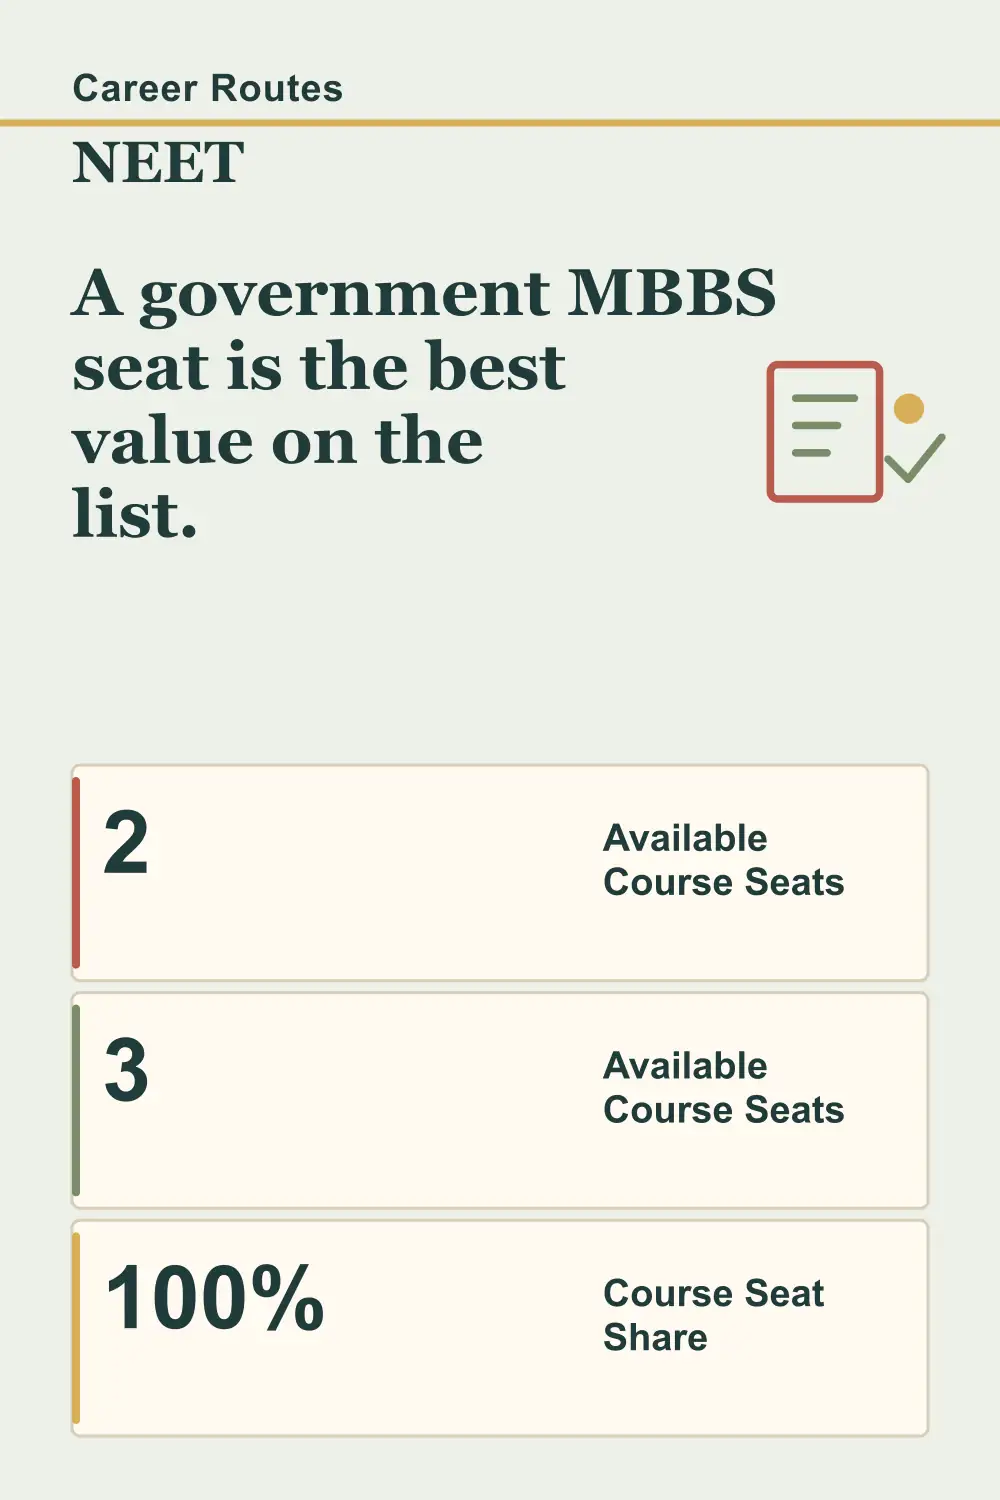 Career Routes
NEET
A government MBBS
seat is the best
value on the
list.
2
Available
Course Seats
3
Available
Course Seats
100%
Course Seat
Share